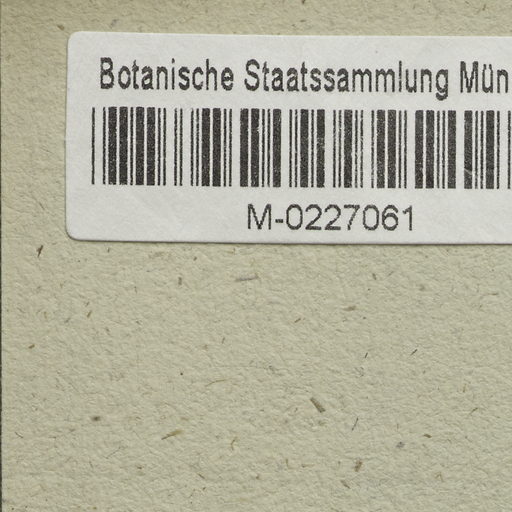 Botanische Staatssammlung Mün
M-0227061